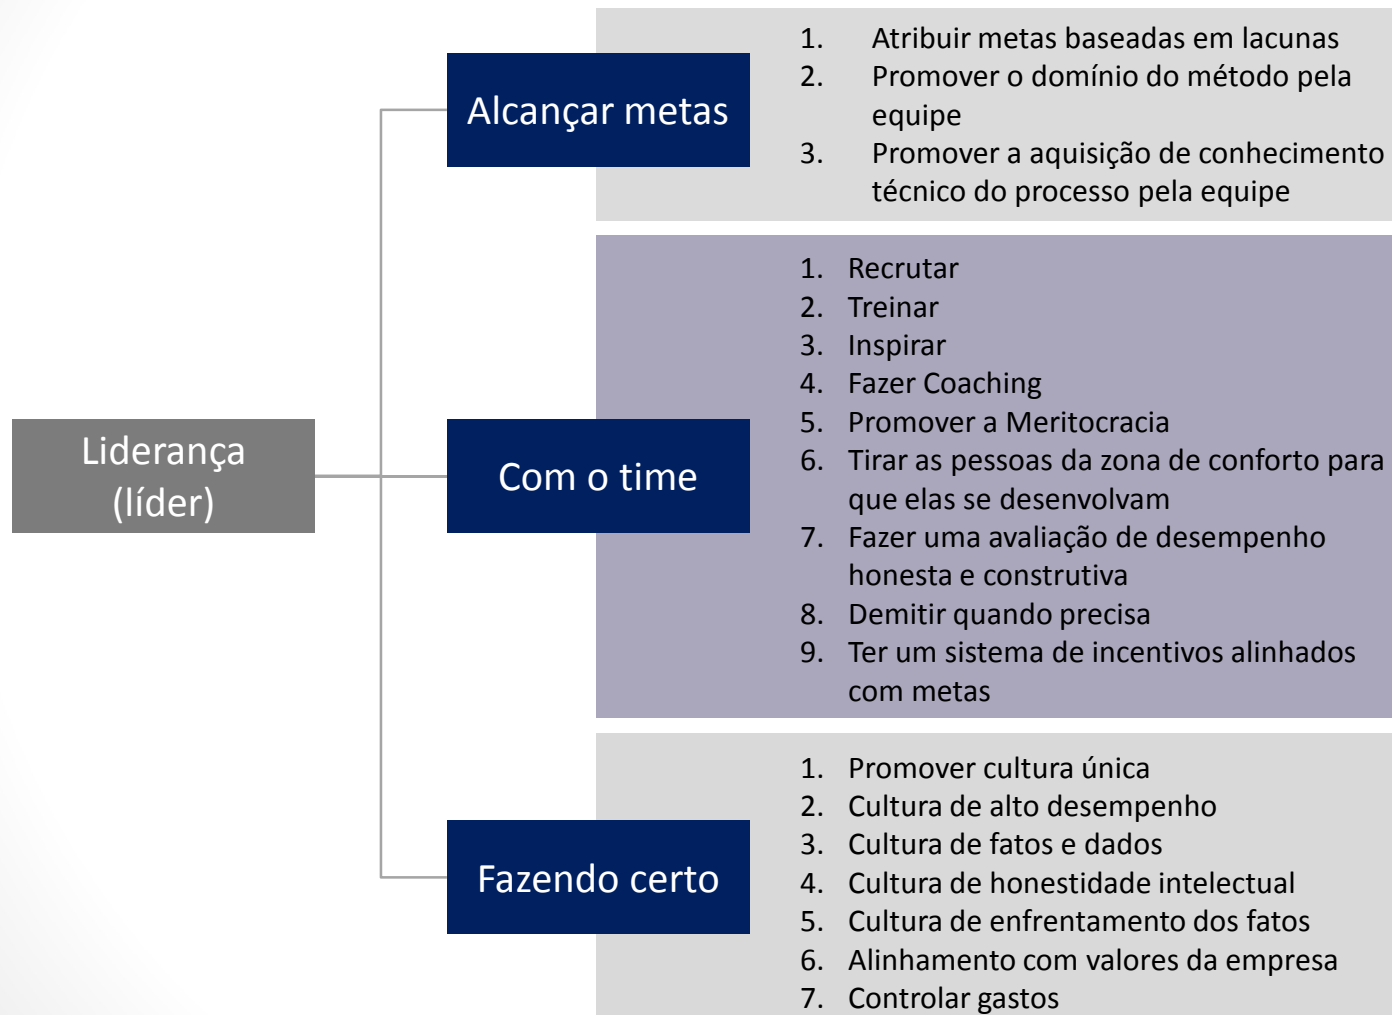 Liderança
(líder)
Alcançar metas
1. Atribuir metas baseadas em lacunas
2. Promover o domínio do método pela
equipe
3. Promover a aquisição de conhecimento
técnico do processo pela equipe
Com o time
1. Recrutar
2. Treinar
3. Inspirar
4. Fazer Coaching
5. Promover a Meritocracia
6. Tirar as pessoas da zona de conforto para
que elas se desenvolvam
7. Fazer uma avaliação de desempenho
honesta e construtiva
8. Demitir quando precisa
9. Ter um sistema de incentivos alinhados
com metas
Fazendo certo
1. Promover cultura única
2. Cultura de alto desempenho
3. Cultura de fatos e dados
4. Cultura de honestidade intelectual
5. Cultura de enfrentamento dos fatos
6. Alinhamento com valores da empresa
7. Controlar gastos